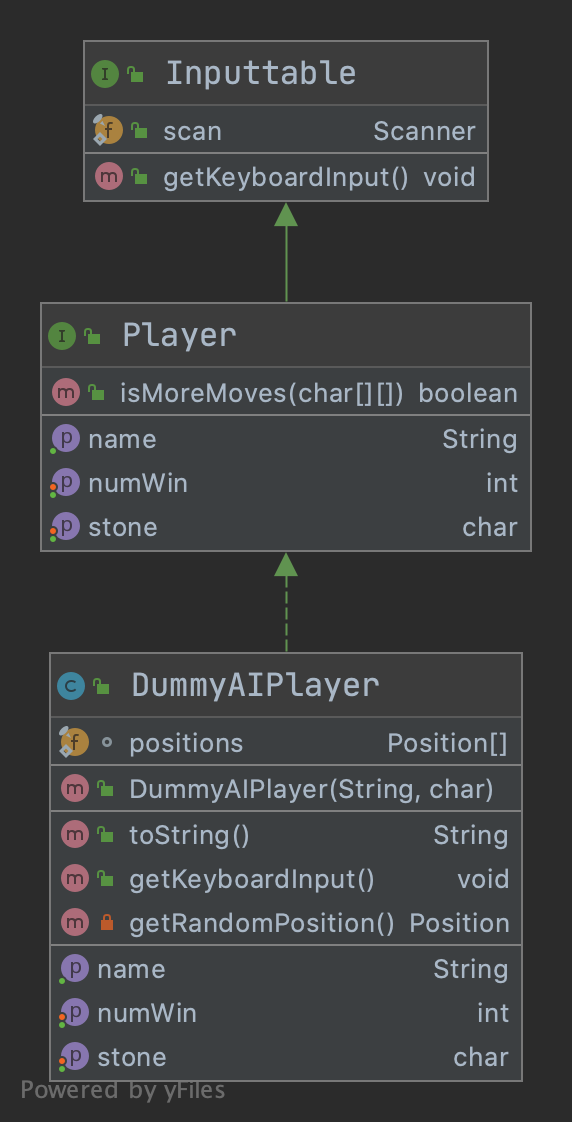 I Inputtable
f scan Scanner
m getKeyboardInput() void
I Player
m isMoreMoves(char[][]) boolean
p name String
p numWin int
p stone char
C DummyAIPlayer
f positions Position[]
m DummyAIPlayer(String, char)
m toString() String
m getKeyboardInput() void
m getRandomPosition() Position
p name String
p numWin int
p stone char
Powered by yFiles